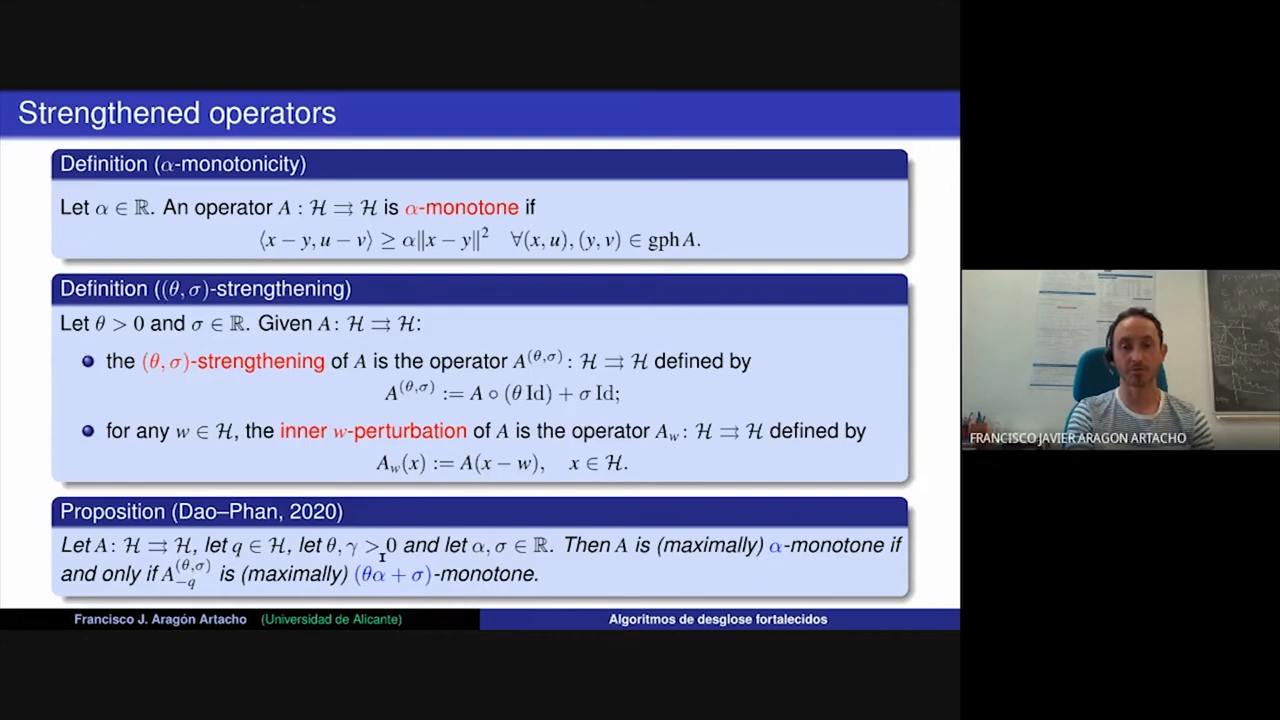 Strengthened operators
Definition (α-monotonicity)
Let α ∈ ℝ. An operator A : ℋ ⇉ ℋ is α-monotone if
⟨x − y, u − v⟩ ≥ α‖x − y‖² ∀(x, u), (y, v) ∈ gph A.
Definition ((θ, σ)-strengthening)
Let θ > 0 and σ ∈ ℝ. Given A: ℋ ⇉ ℋ:
the (θ, σ)-strengthening of A is the operator A^{(θ,σ)}: ℋ ⇉ ℋ defined by
A^{(θ,σ)} := A ∘ (θ Id) + σ Id;
for any w ∈ ℋ, the inner w-perturbation of A is the operator A_w: ℋ ⇉ ℋ defined by
A_w(x) := A(x − w), x ∈ ℋ.
Proposition (Dao–Phan, 2020)
Let A: ℋ ⇉ ℋ, let q ∈ ℋ, let θ, γ > 0 and let α, σ ∈ ℝ. Then A is (maximally) α-monotone if
and only if A_{−q}^{(θ,σ)} is (maximally) (θα + σ)-monotone.
Francisco J. Aragón Artacho (Universidad de Alicante)
Algoritmos de desglose fortalecidos
FRANCISCO JAVIER ARAGON ARTACHO